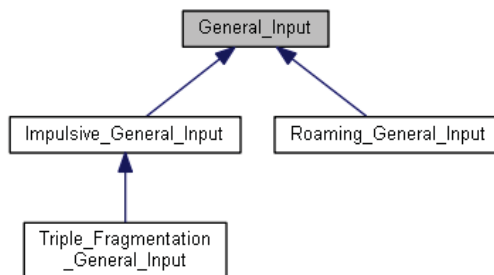 General_Input
Impulsive_General_Input
Roaming_General_Input
Triple_Fragmentation
_General_Input